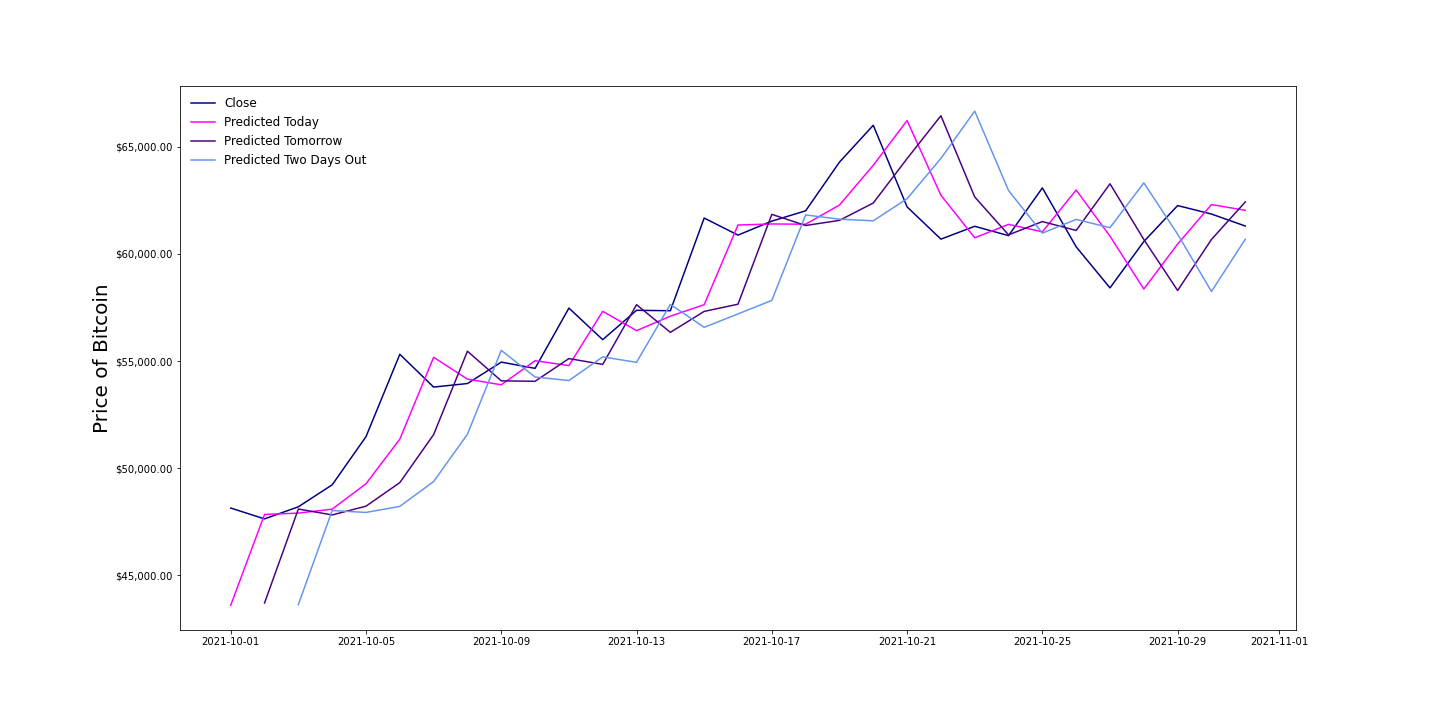 Close
Predicted Today
Predicted Tomorrow
Predicted Two Days Out
Price of Bitcoin
$65,000.00
$60,000.00
$55,000.00
$50,000.00
$45,000.00
2021-10-01 2021-10-05 2021-10-09 2021-10-13 2021-10-17 2021-10-21 2021-10-25 2021-10-29 2021-11-01